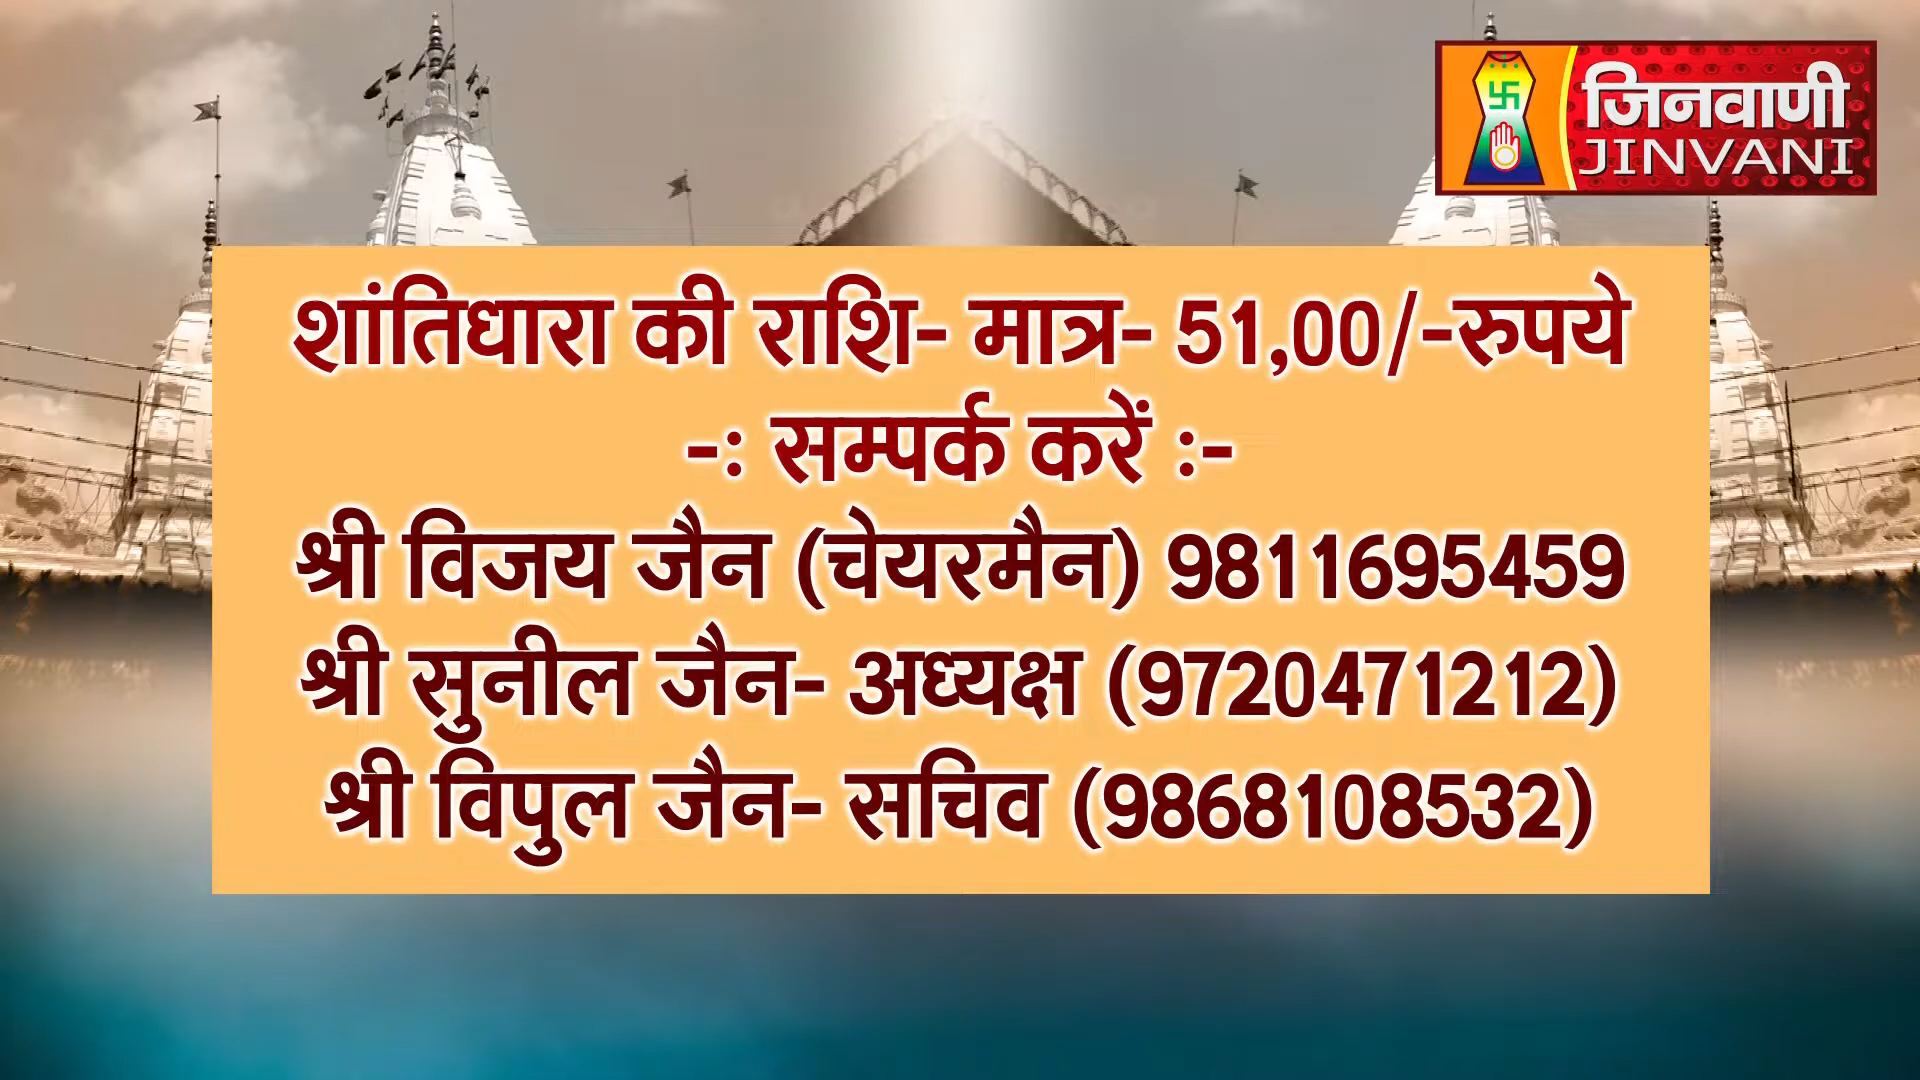 जिनवाणी
JINVANI
शांतिधारा की राशि- मात्र- 51,00/-रुपये
-: सम्पर्क करें :-
श्री विजय जैन (चेयरमैन) 9811695459
श्री सुनील जैन- अध्यक्ष (9720471212)
श्री विपुल जैन- सचिव (9868108532)